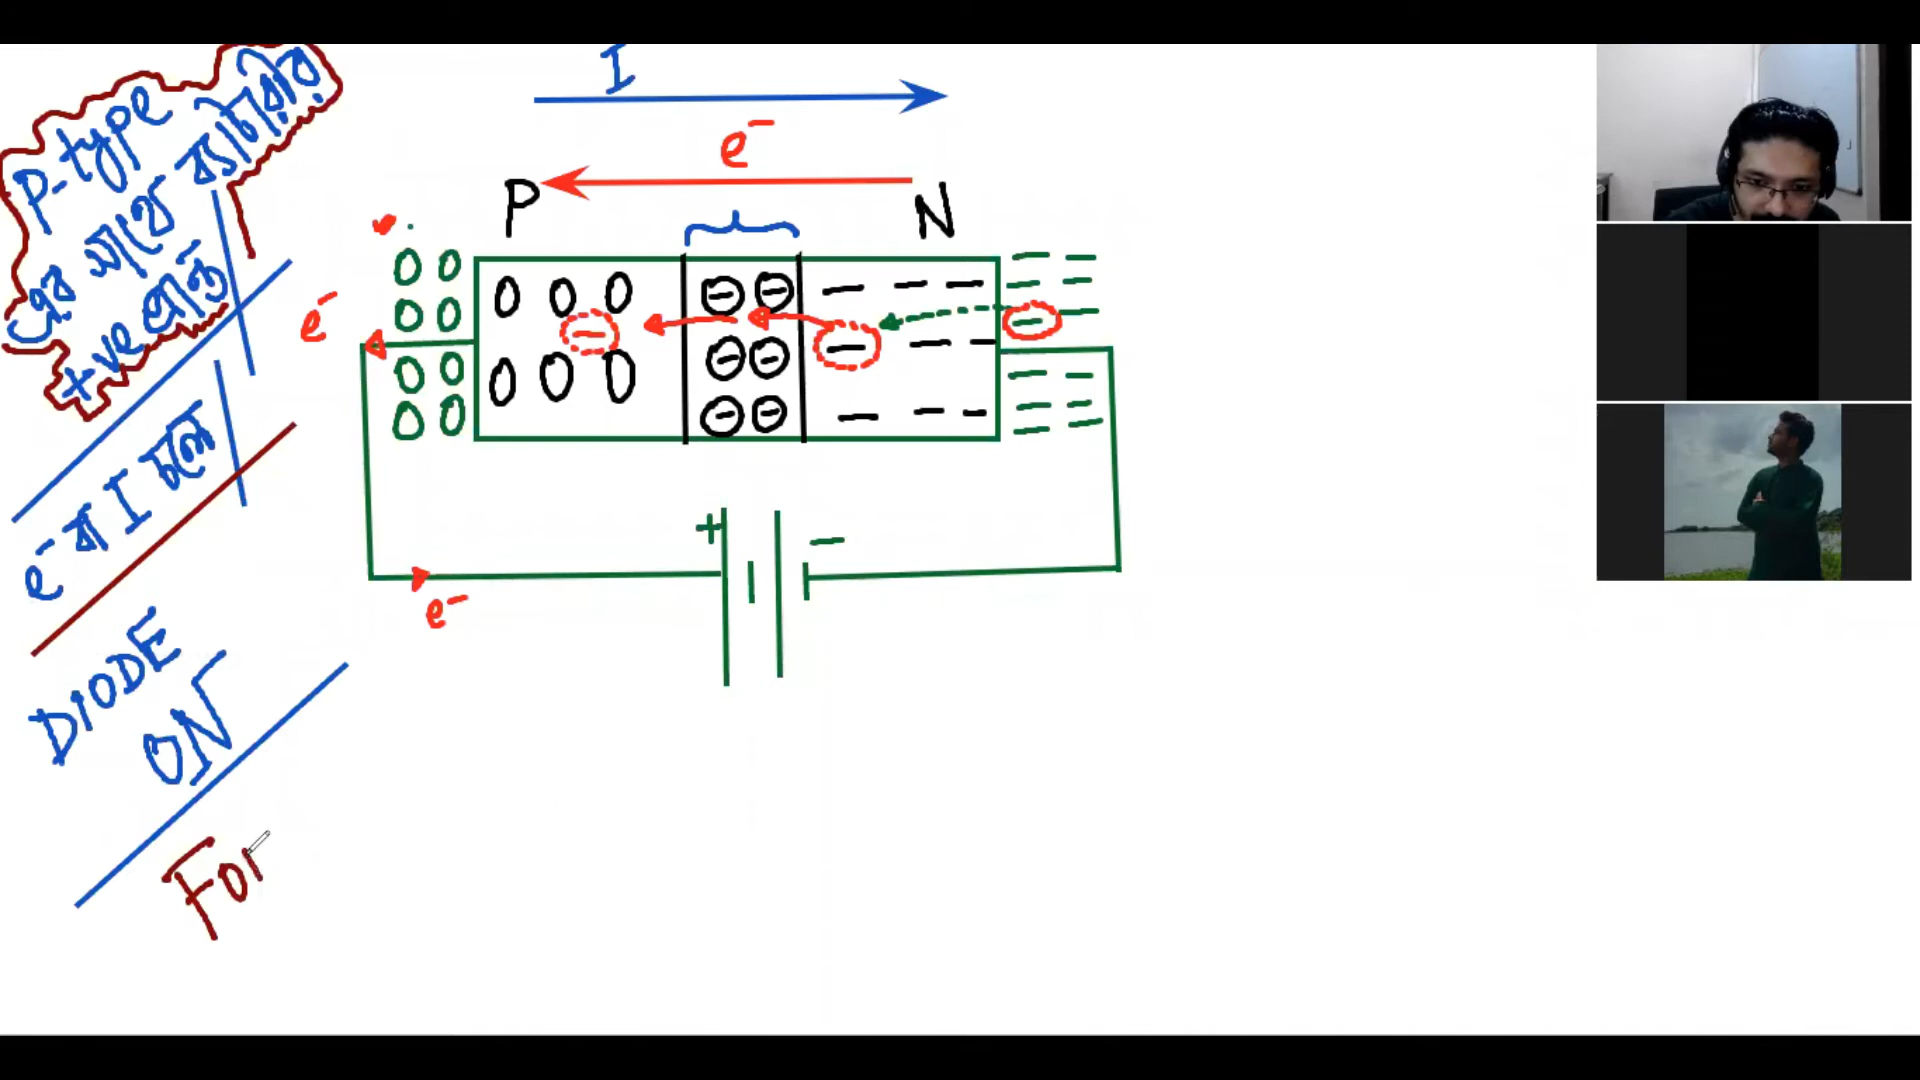 P-type
এর সাথে ব্যাটারীর
+ve প্রান্ত
e⁻ বা I চলে
DIODE
ON
For
I
e⁻
P
N
e⁻
+
−
e⁻